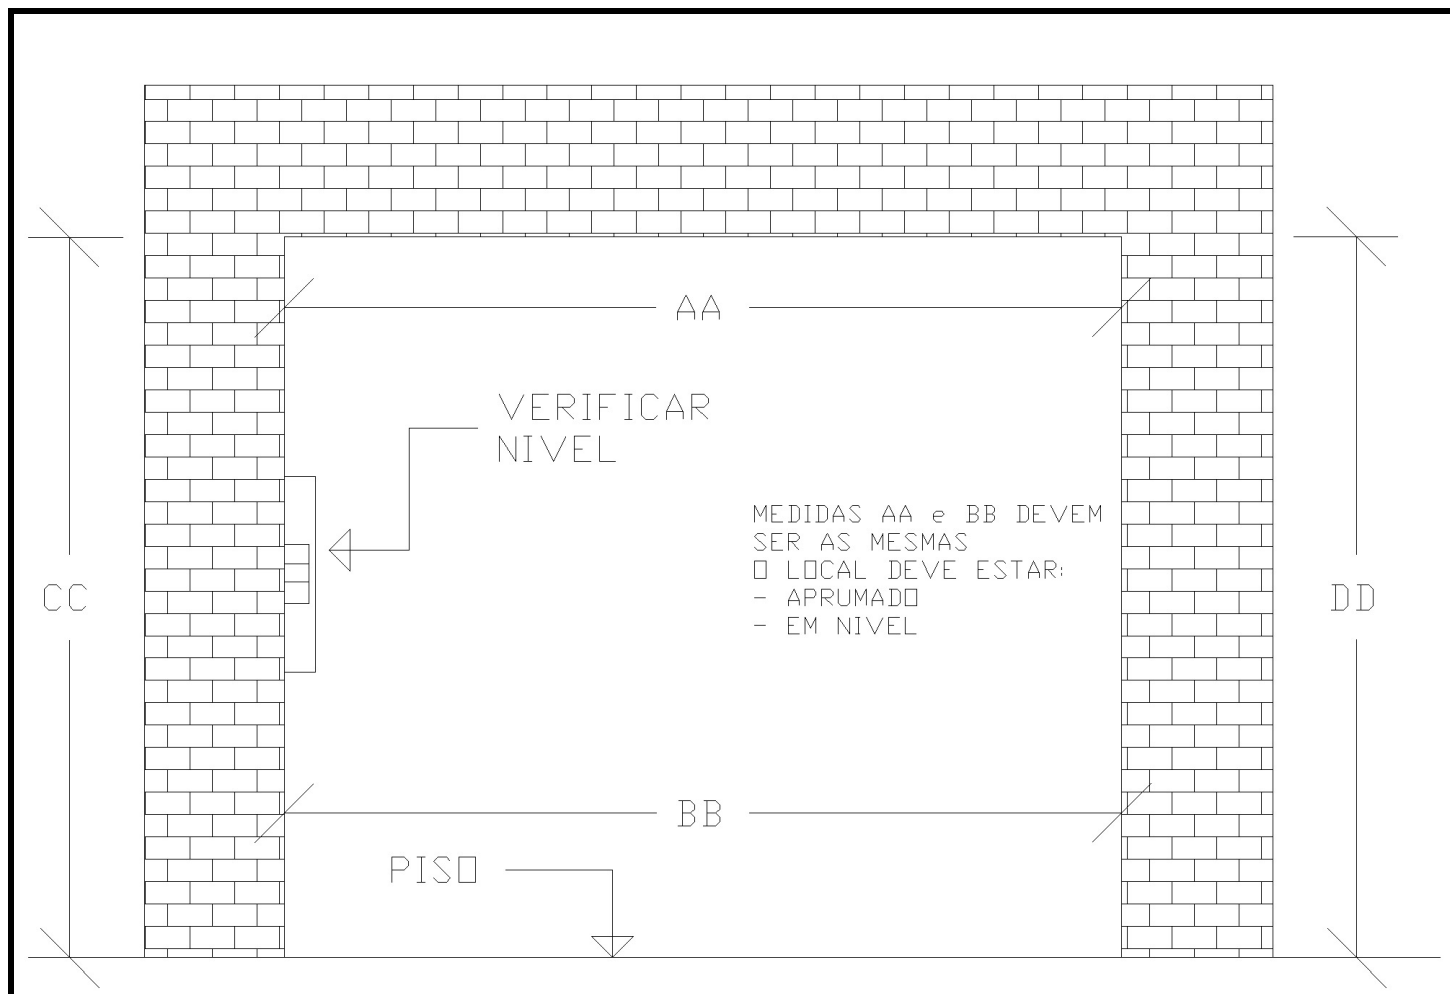 AA
VERIFICAR
NIVEL
MEDIDAS AA e BB DEVEM
SER AS MESMAS
O LOCAL DEVE ESTAR:
- APRUMADO
- EM NIVEL
CC
DD
BB
PISO